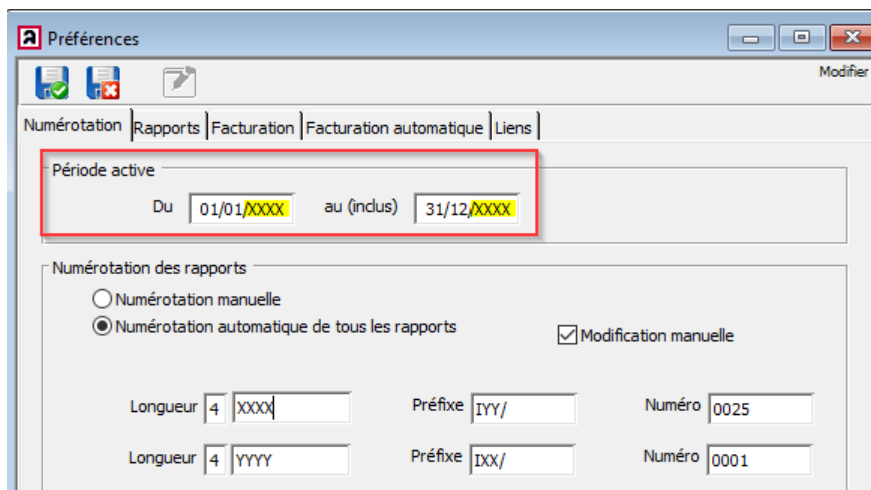 a Préférences
Modifier
Numérotation Rapports Facturation Facturation automatique Liens
Période active
Du 01/01/XXXX au (inclus) 31/12/XXXX
Numérotation des rapports
Numérotation manuelle
Numérotation automatique de tous les rapports Modification manuelle
Longueur 4 XXXX Préfixe IYY/ Numéro 0025
Longueur 4 YYYY Préfixe IXX/ Numéro 0001